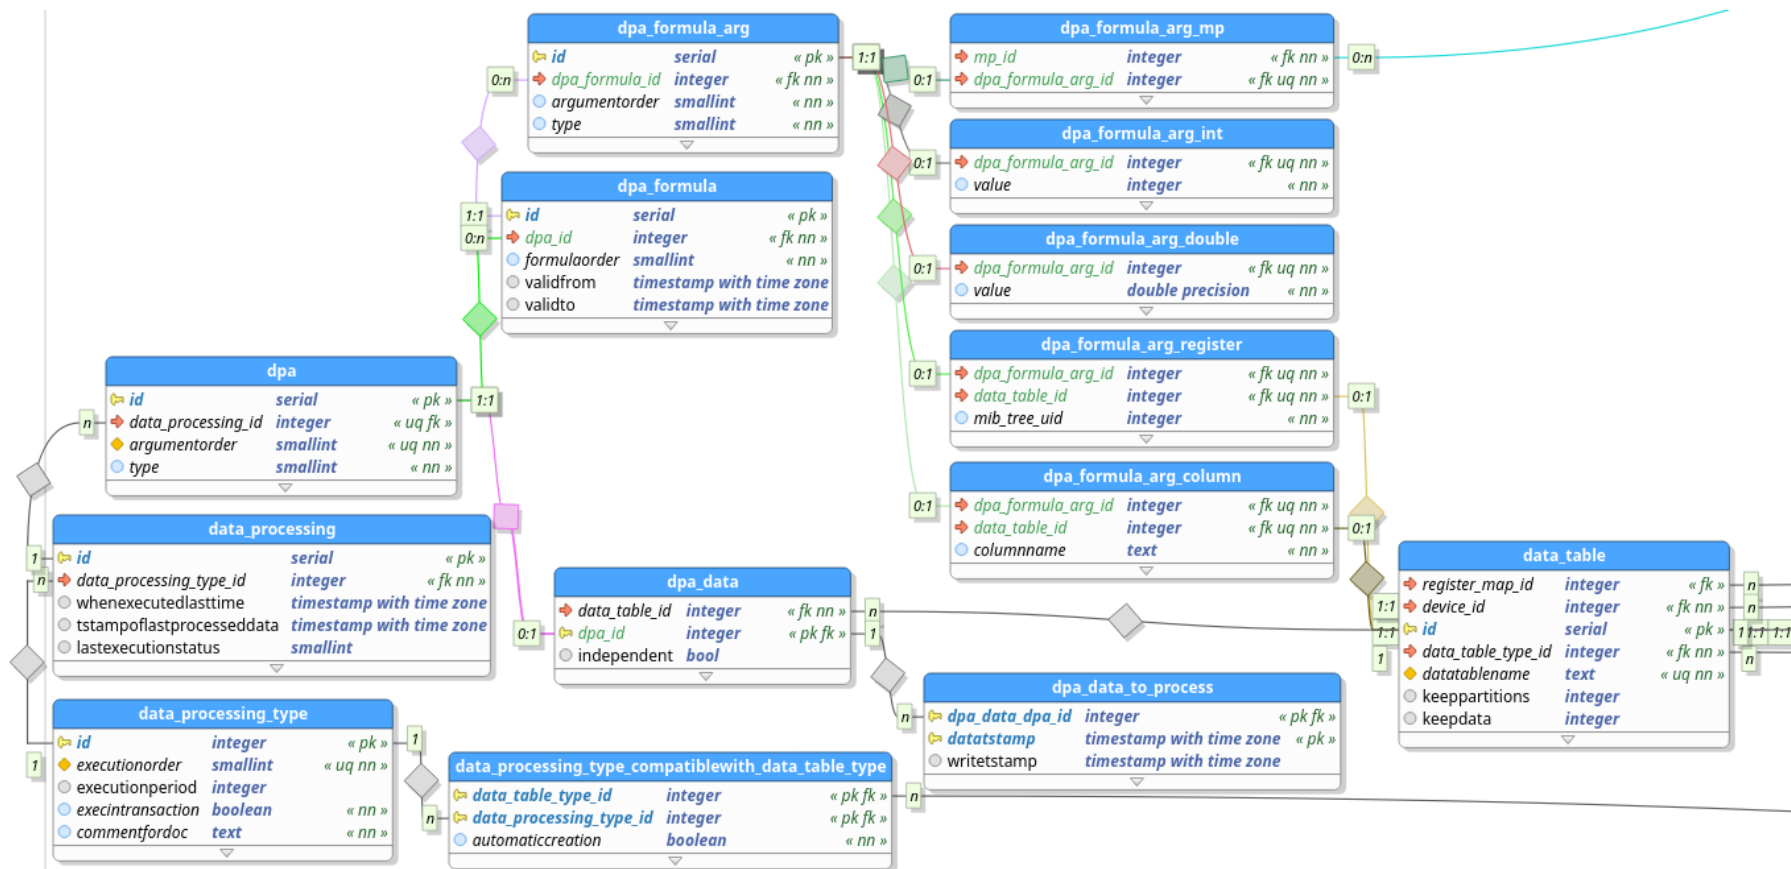 dpa_formula_arg
id serial « pk »
dpa_formula_id integer « fk nn »
argumentorder smallint « nn »
type smallint « nn »
0:n
1:1
dpa_formula_arg_mp
mp_id integer « fk nn »
dpa_formula_arg_id integer « fk uq nn »
0:1
0:n
dpa_formula_arg_int
dpa_formula_arg_id integer « fk uq nn »
value integer « nn »
0:1
dpa_formula
id serial « pk »
dpa_id integer « fk nn »
formulaorder smallint « nn »
validfrom timestamp with time zone
validto timestamp with time zone
1:1
0:n
dpa_formula_arg_double
dpa_formula_arg_id integer « fk uq nn »
value double precision « nn »
0:1
dpa_formula_arg_register
dpa_formula_arg_id integer « fk uq nn »
data_table_id integer « fk uq nn »
mib_tree_uid integer « nn »
0:1
0:1
dpa
id serial « pk »
data_processing_id integer « uq fk »
argumentorder smallint « uq nn »
type smallint « nn »
n
1:1
dpa_formula_arg_column
dpa_formula_arg_id integer « fk uq nn »
data_table_id integer « fk uq nn »
columnname text « nn »
0:1
0:1
data_processing
id serial « pk »
data_processing_type_id integer « fk nn »
whenexecutedlasttime timestamp with time zone
tstampoflastprocesseddata timestamp with time zone
lastexecutionstatus smallint
1
n
dpa_data
data_table_id integer « fk nn »
dpa_id integer « pk fk »
independent bool
0:1
n
1
data_table
register_map_id integer « fk »
device_id integer « fk nn »
id serial « pk »
data_table_type_id integer « fk nn »
datatablename text « uq nn »
keeppartitions integer
keepdata integer
1:1
1:1
1
n
n
1:1
1:1
n
dpa_data_to_process
dpa_data_dpa_id integer « pk fk »
datatstamp timestamp with time zone « pk »
writetstamp timestamp with time zone
n
data_processing_type
id integer « pk »
executionorder smallint « uq nn »
executionperiod integer
execintransaction boolean « nn »
commentfordoc text « nn »
1
1
data_processing_type_compatiblewith_data_table_type
data_table_type_id integer « pk fk »
data_processing_type_id integer « pk fk »
automaticcreation boolean « nn »
n
n